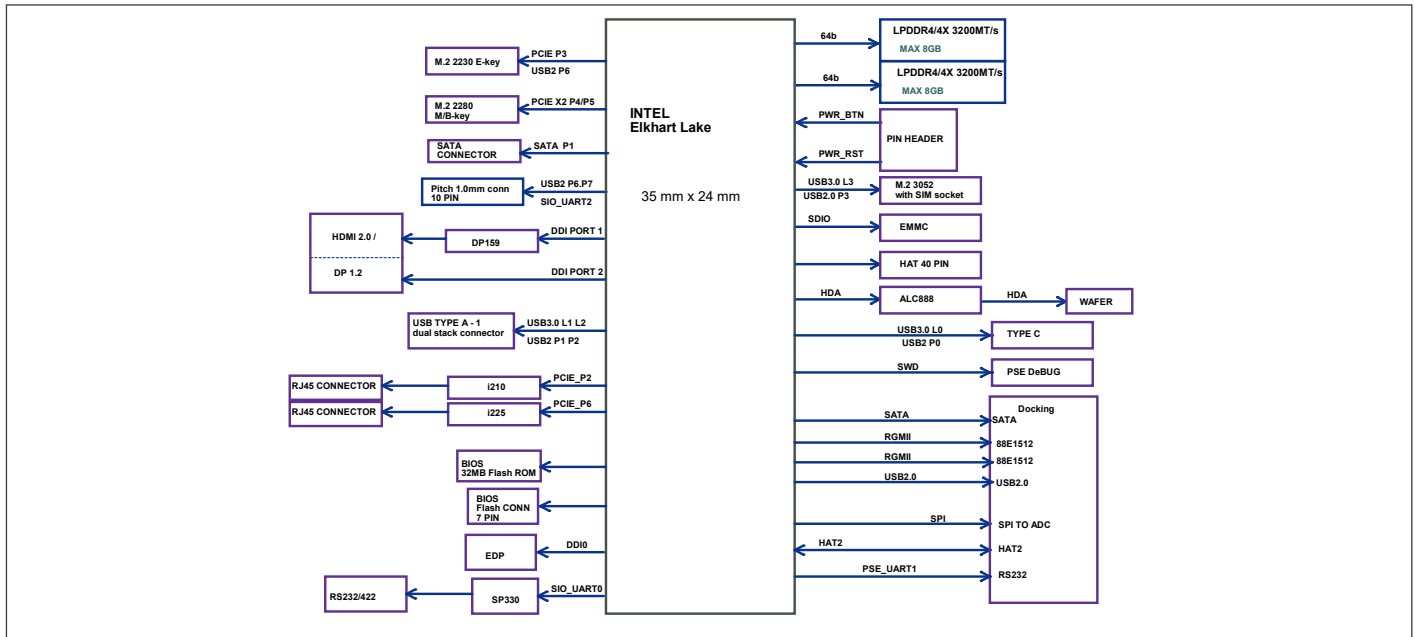 INTEL
Elkhart Lake
35 mm x 24 mm
M.2 2230 E-key
PCIE P3
USB2 P6
M.2 2280
M/B-key
PCIE X2 P4/P5
SATA
CONNECTOR
SATA P1
Pitch 1.0mm conn
10 PIN
USB2 P6.P7
SIO_UART2
HDMI 2.0 /
DP 1.2
DP159
DDI PORT 1
DDI PORT 2
USB TYPE A - 1
dual stack connector
USB3.0 L1 L2
USB2 P1 P2
RJ45 CONNECTOR
i210
PCIE_P2
RJ45 CONNECTOR
i225
PCIE_P6
BIOS
32MB Flash ROM
BIOS
Flash CONN
7 PIN
EDP
DDI0
RS232/422
SP330
SIO_UART0
64b
LPDDR4/4X 3200MT/s
MAX 8GB
64b
LPDDR4/4X 3200MT/s
MAX 8GB
PWR_BTN
PIN HEADER
PWR_RST
USB3.0 L3
USB2.0 P3
M.2 3052
with SIM socket
SDIO
EMMC
HAT 40 PIN
HDA
ALC888
HDA
WAFER
USB3.0 L0
USB2 P0
TYPE C
SWD
PSE DeBUG
Docking
SATA
SATA
RGMII
88E1512
RGMII
88E1512
USB2.0
USB2.0
SPI
SPI TO ADC
HAT2
HAT2
PSE_UART1
RS232